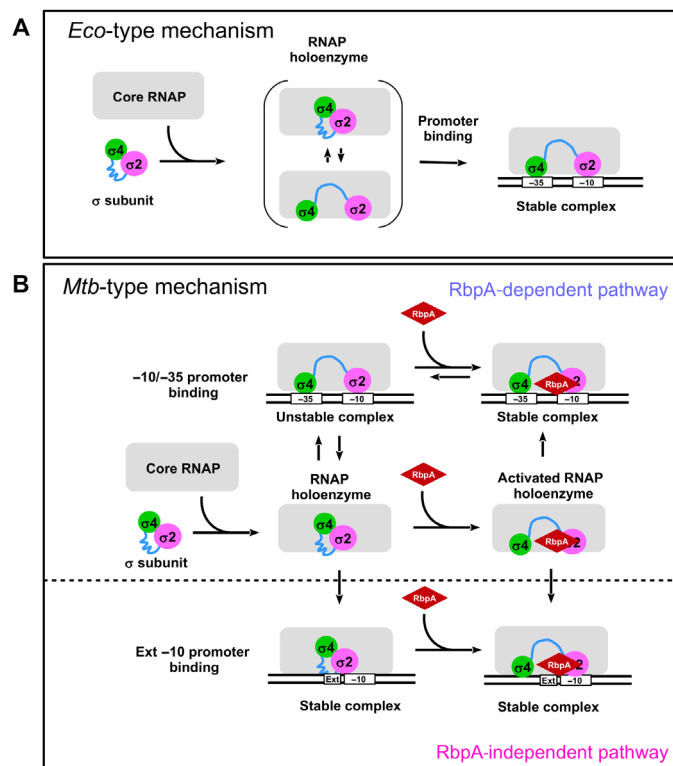 A
Eco-type mechanism
RNAP
holoenzyme
Core RNAP
σ4
σ2
σ subunit
σ4
σ2
σ4
σ2
Promoter
binding
σ4
σ2
–35
–10
Stable complex
B
Mtb-type mechanism
RbpA-dependent pathway
RbpA
–10/–35 promoter
binding
σ4
σ2
–35
–10
Unstable complex
σ4
RbpA
2
–35
–10
Stable complex
Core RNAP
σ4
σ2
σ subunit
RNAP
holoenzyme
σ4
σ2
RbpA
Activated RNAP
holoenzyme
σ4
RbpA
2
RbpA
Ext –10 promoter
binding
σ4
σ2
Ext
–10
Stable complex
σ4
RbpA
2
Ext
–10
Stable complex
RbpA-independent pathway